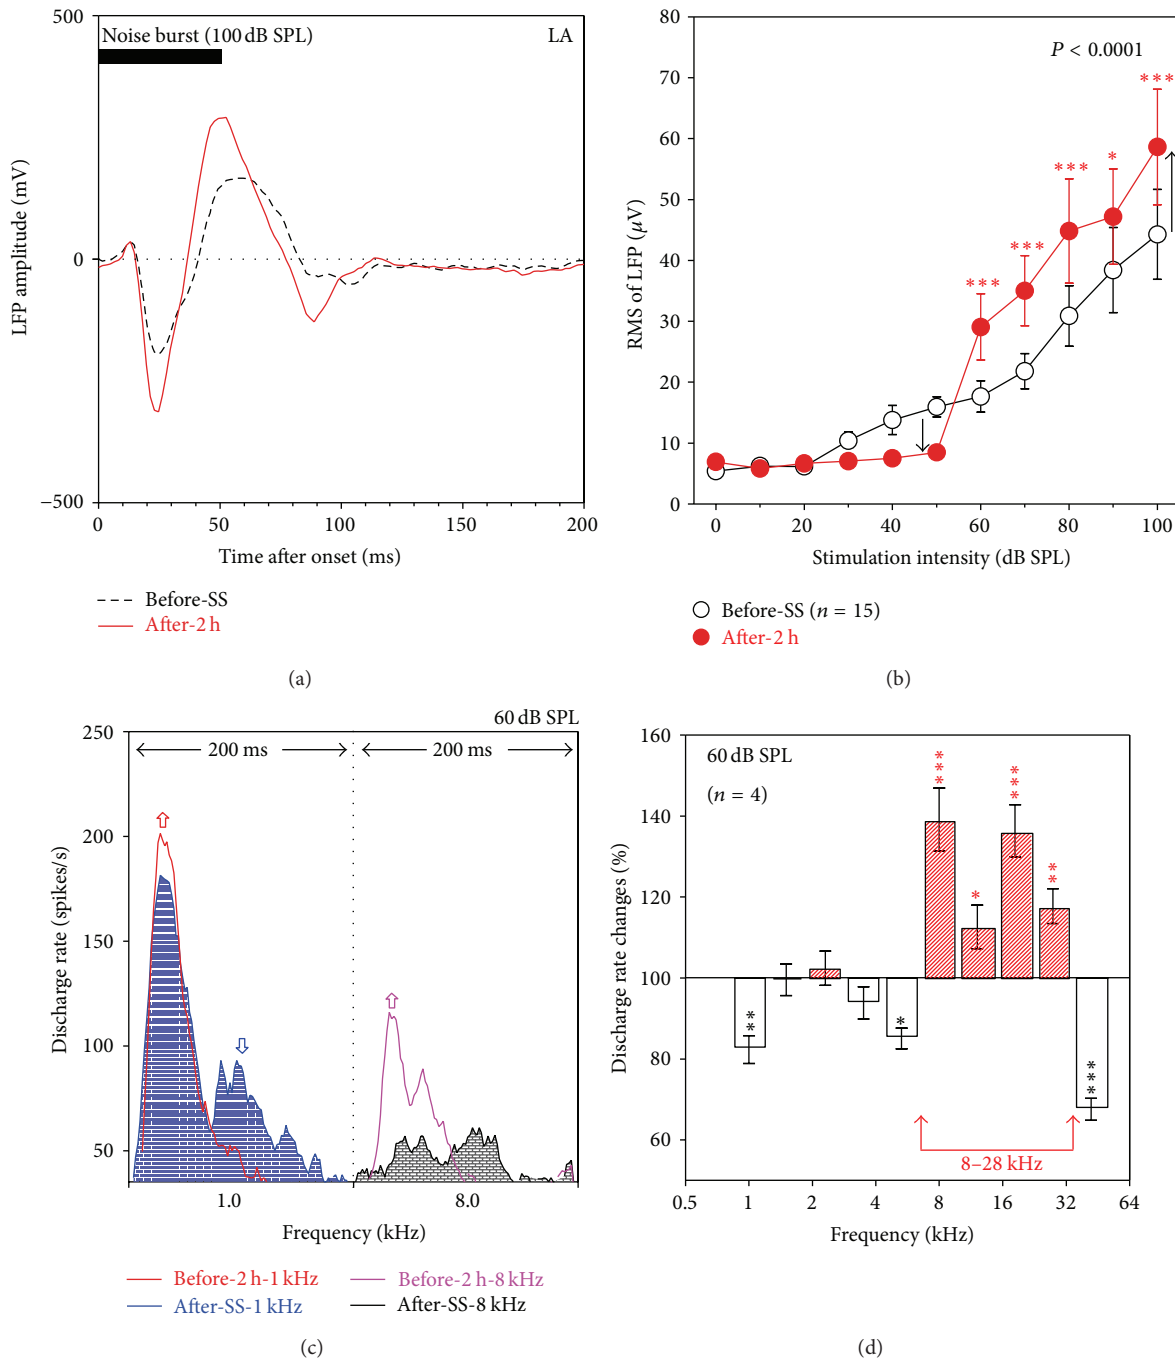 500
Noise burst (100 dB SPL)
LA
0
−500
LFP amplitude (mV)
0
50
100
150
200
Time after onset (ms)
Before-SS
After-2 h
(a)
80
70
60
50
40
30
20
10
0
RMS of LFP (μV)
P < 0.0001
***
***
***
*
***
0
20
40
60
80
100
Stimulation intensity (dB SPL)
Before-SS (n = 15)
After-2 h
(b)
60 dB SPL
250
200
150
100
50
Discharge rate (spikes/s)
200 ms
200 ms
1.0
8.0
Frequency (kHz)
Before-2 h-1 kHz
Before-2 h-8 kHz
After-SS-1 kHz
After-SS-8 kHz
(c)
160
140
120
100
80
60
Discharge rate changes (%)
60 dB SPL
(n = 4)
**
*
***
*
***
**
***
8–28 kHz
0.5
1
2
4
8
16
32
64
Frequency (kHz)
(d)